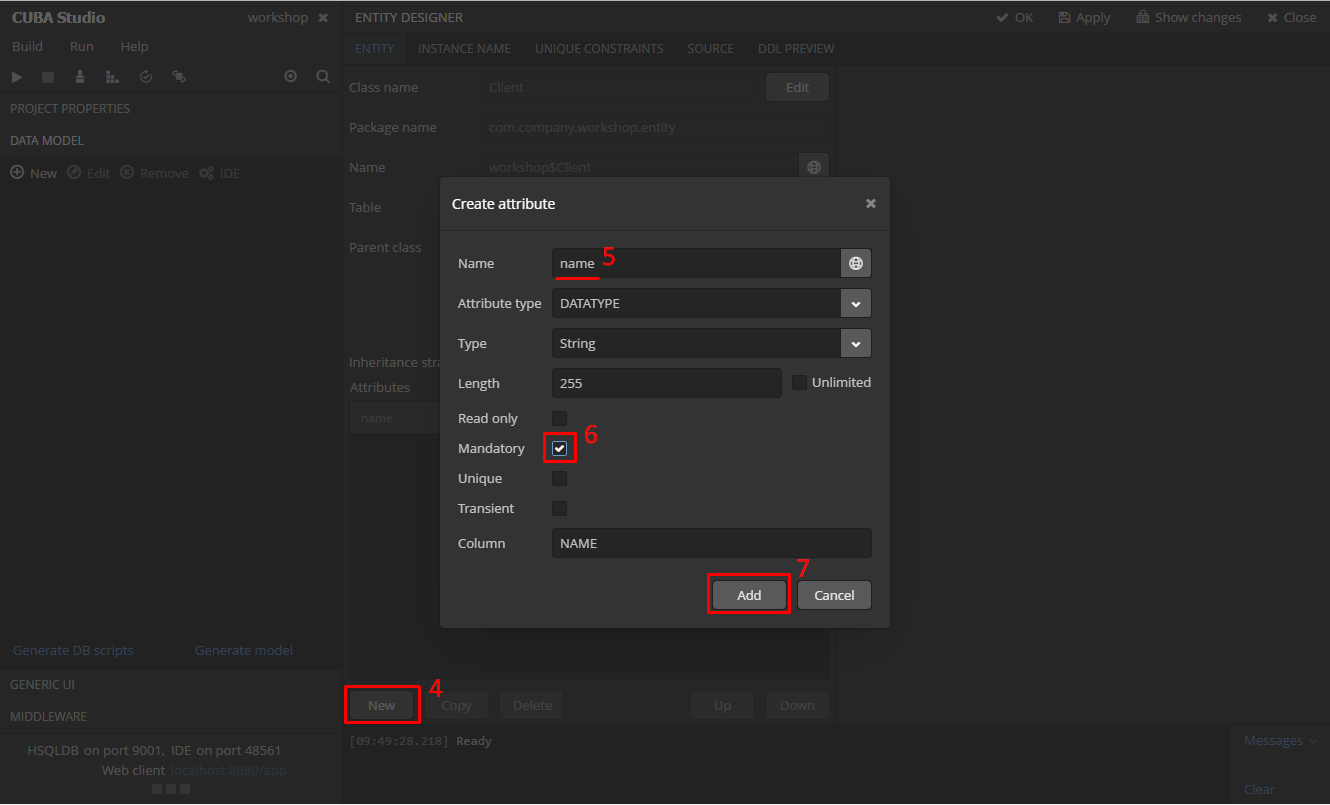 CUBA Studio
workshop ✖
Build Run Help
PROJECT PROPERTIES
DATA MODEL
New Edit Remove IDE
Generate DB scripts Generate model
GENERIC UI
MIDDLEWARE
HSQLDB on port 9001, IDE on port 48561
Web client localhost:8080/app
ENTITY DESIGNER
OK Apply Show changes Close
ENTITY INSTANCE NAME UNIQUE CONSTRAINTS SOURCE DDL PREVIEW
Class name Client Edit
Package name com.company.workshop.entity
Name workshop$Client
Table
Parent class
Inheritance stra
Attributes
name
Create attribute
Name name 5
Attribute type DATATYPE
Type String
Length 255 Unlimited
Read only
Mandatory 6
Unique
Transient
Column NAME
7
Add Cancel
4
New Copy Delete Up Down
[09:49:28.218] Ready
Messages
Clear